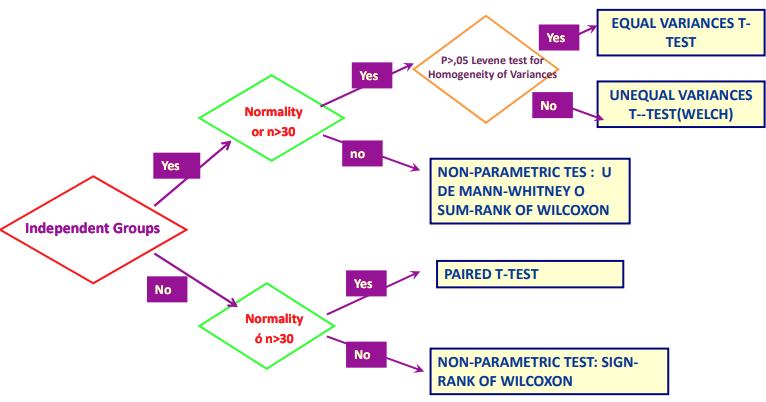 Independent Groups
Yes
Normality
or n>30
Yes
P>,05 Levene test for
Homogeneity of Variances
Yes
EQUAL VARIANCES T-
TEST
No
UNEQUAL VARIANCES
T--TEST(WELCH)
no
NON-PARAMETRIC TES : U
DE MANN-WHITNEY O
SUM-RANK OF WILCOXON
No
Normality
ó n>30
Yes
PAIRED T-TEST
No
NON-PARAMETRIC TEST: SIGN-
RANK OF WILCOXON